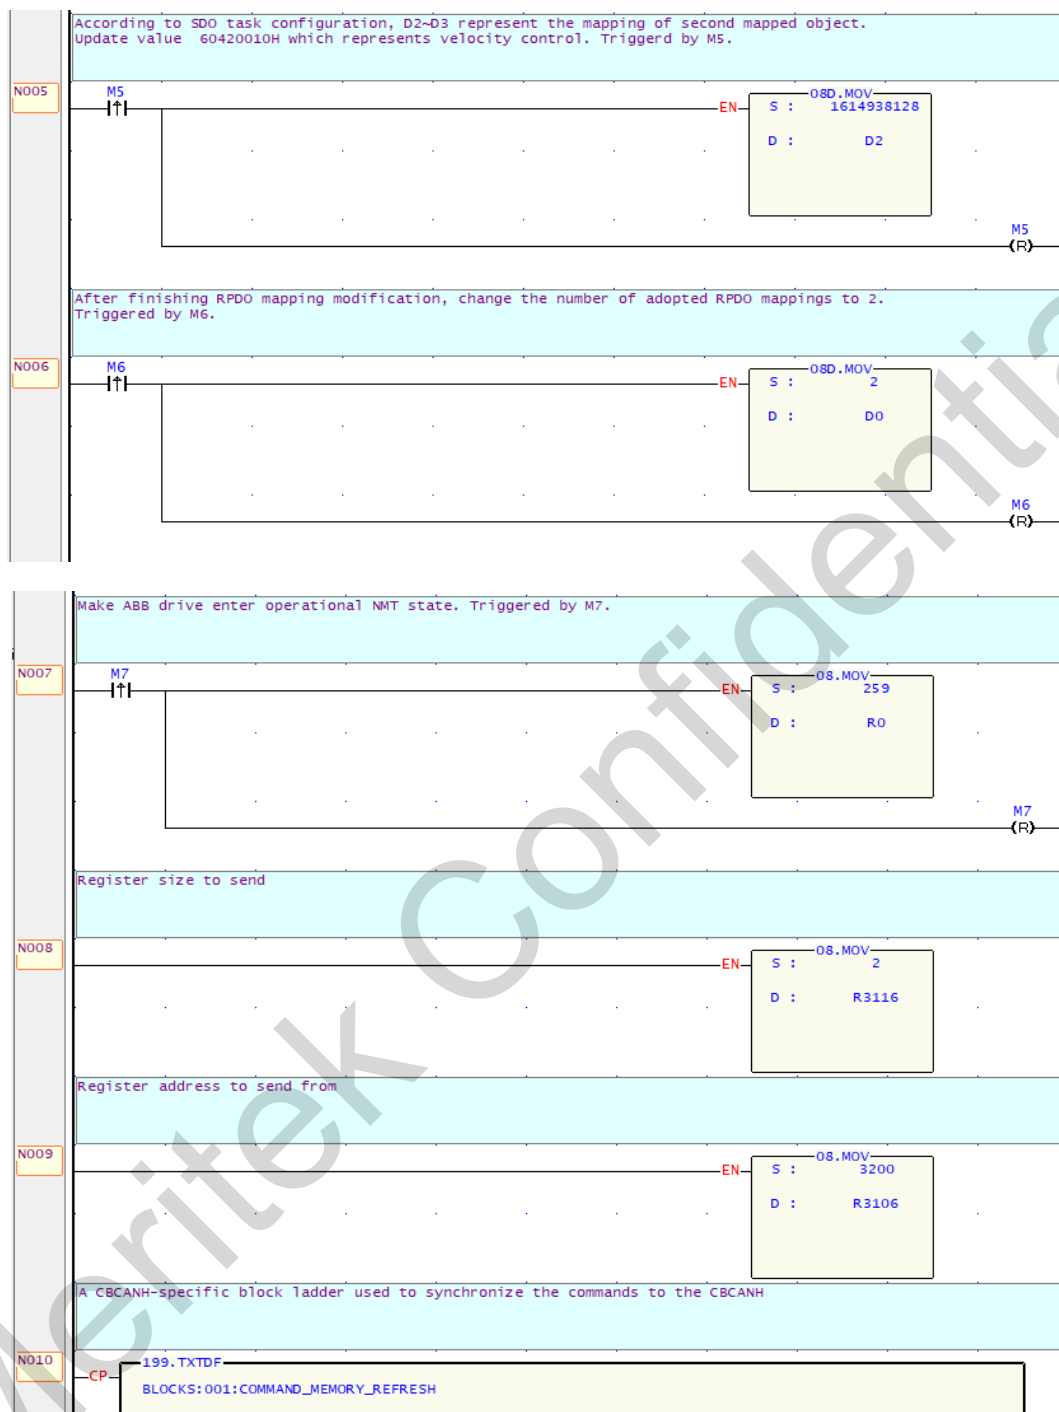 According to SDO task configuration, D2~D3 represent the mapping of second mapped object.
Update value  60420010H which represents velocity control. Triggerd by M5.
N005
M5
EN
08D.MOV
S : 1614938128
D : D2
M5
(R)
After finishing RPDO mapping modification, change the number of adopted RPDO mappings to 2.
Triggered by M6.
N006
M6
EN
08D.MOV
S : 2
D : D0
M6
(R)
Make ABB drive enter operational NMT state. Triggered by M7.
N007
M7
EN
08.MOV
S : 259
D : R0
M7
(R)
Register size to send
N008
EN
08.MOV
S : 2
D : R3116
Register address to send from
N009
EN
08.MOV
S : 3200
D : R3106
A CBCANH-specific block ladder used to synchronize the commands to the CBCANH
N010
CP
199.TXTDF
BLOCKS:001:COMMAND_MEMORY_REFRESH
Meritek Confidential